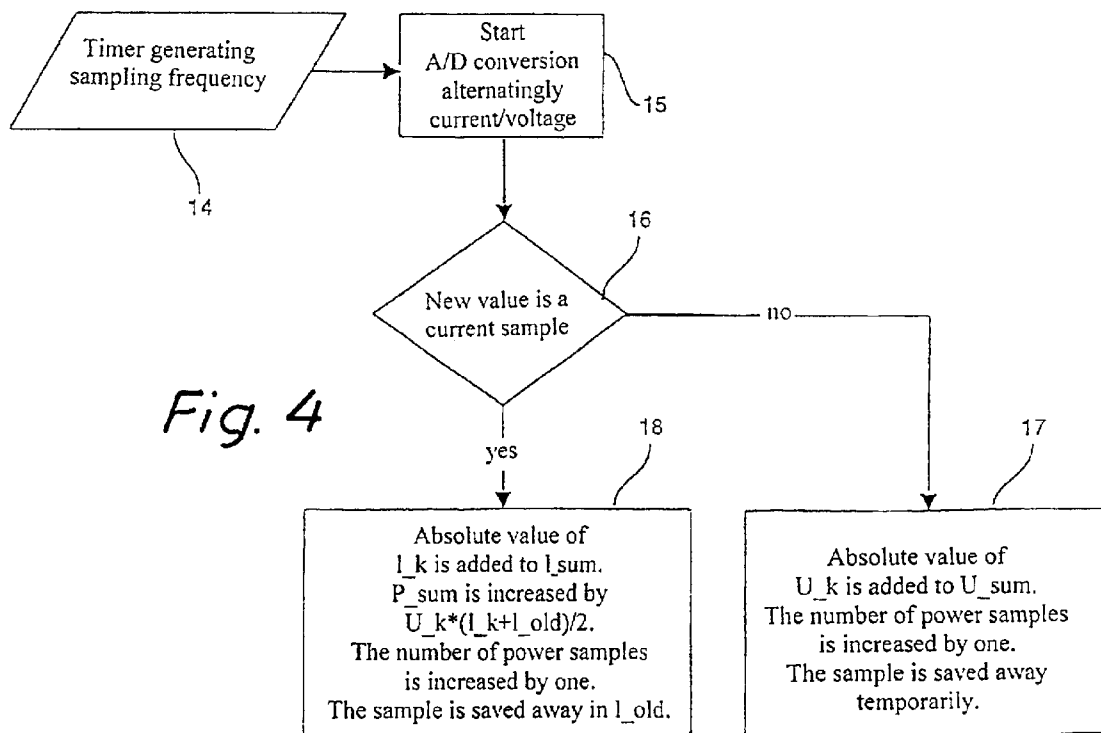 Timer generating
sampling frequency
14
Start
A/D conversion
alternatingly
current/voltage
15
16
New value is a
current sample
no
yes
Fig. 4
18
Absolute value of
I_k is added to I_sum.
P_sum is increased by
U_k*(I_k+I_old)/2.
The number of power samples
is increased by one.
The sample is saved away in I_old.
17
Absolute value of
U_k is added to U_sum.
The number of power samples
is increased by one.
The sample is saved away
temporarily.